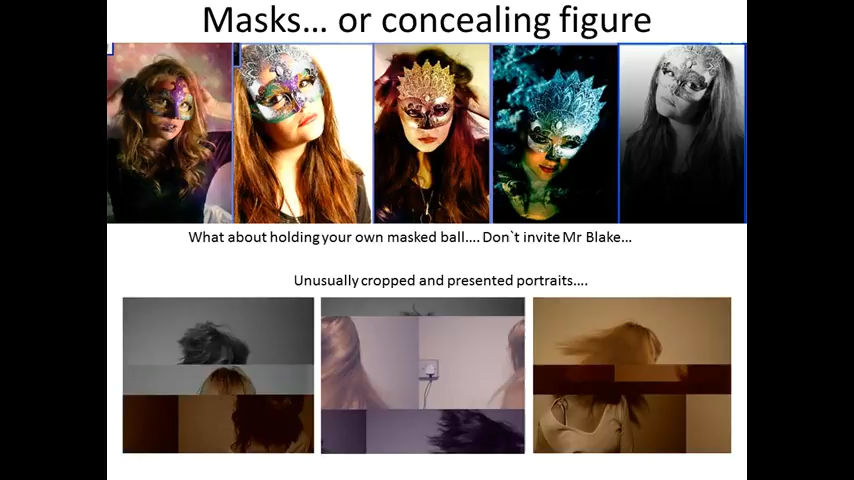 Masks... or concealing figure
What about holding your own masked ball.... Don`t invite Mr Blake...
Unusually cropped and presented portraits....